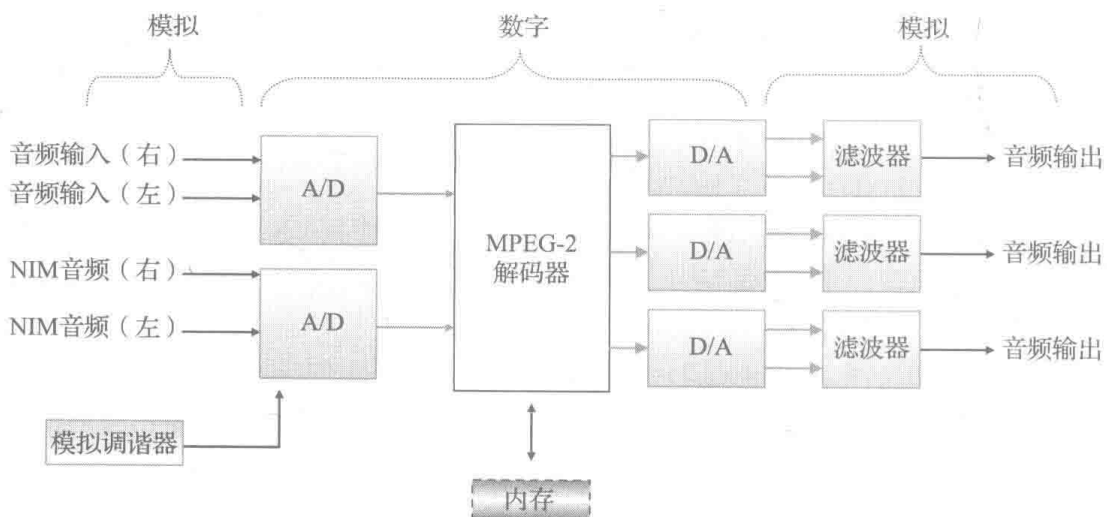 模拟
数字
模拟
音频输入（右）
音频输入（左）
A/D
NIM音频（右）
NIM音频（左）
A/D
模拟调谐器
MPEG-2
解码器
内存
D/A
滤波器
音频输出
D/A
滤波器
音频输出
D/A
滤波器
音频输出